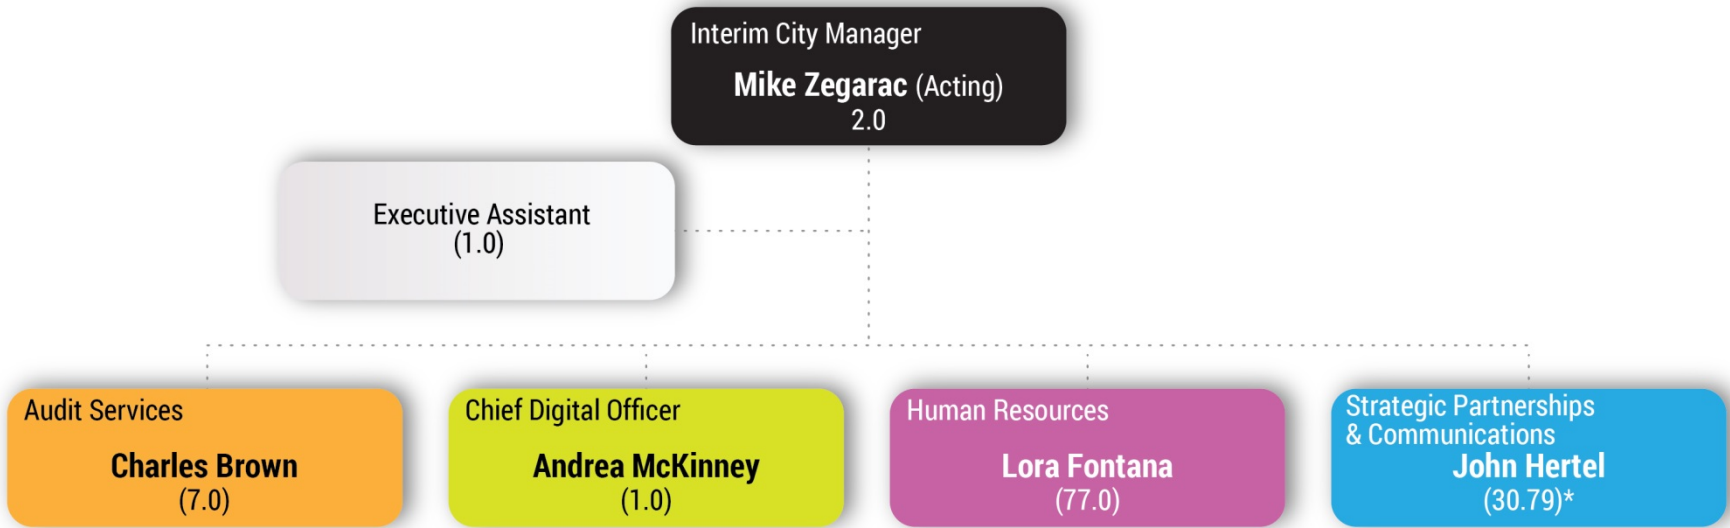 Interim City Manager
Mike Zegarac (Acting)
2.0
Executive Assistant
(1.0)
Audit Services
Charles Brown
(7.0)
Chief Digital Officer
Andrea McKinney
(1.0)
Human Resources
Lora Fontana
(77.0)
Strategic Partnerships
& Communications
John Hertel
(30.79)*